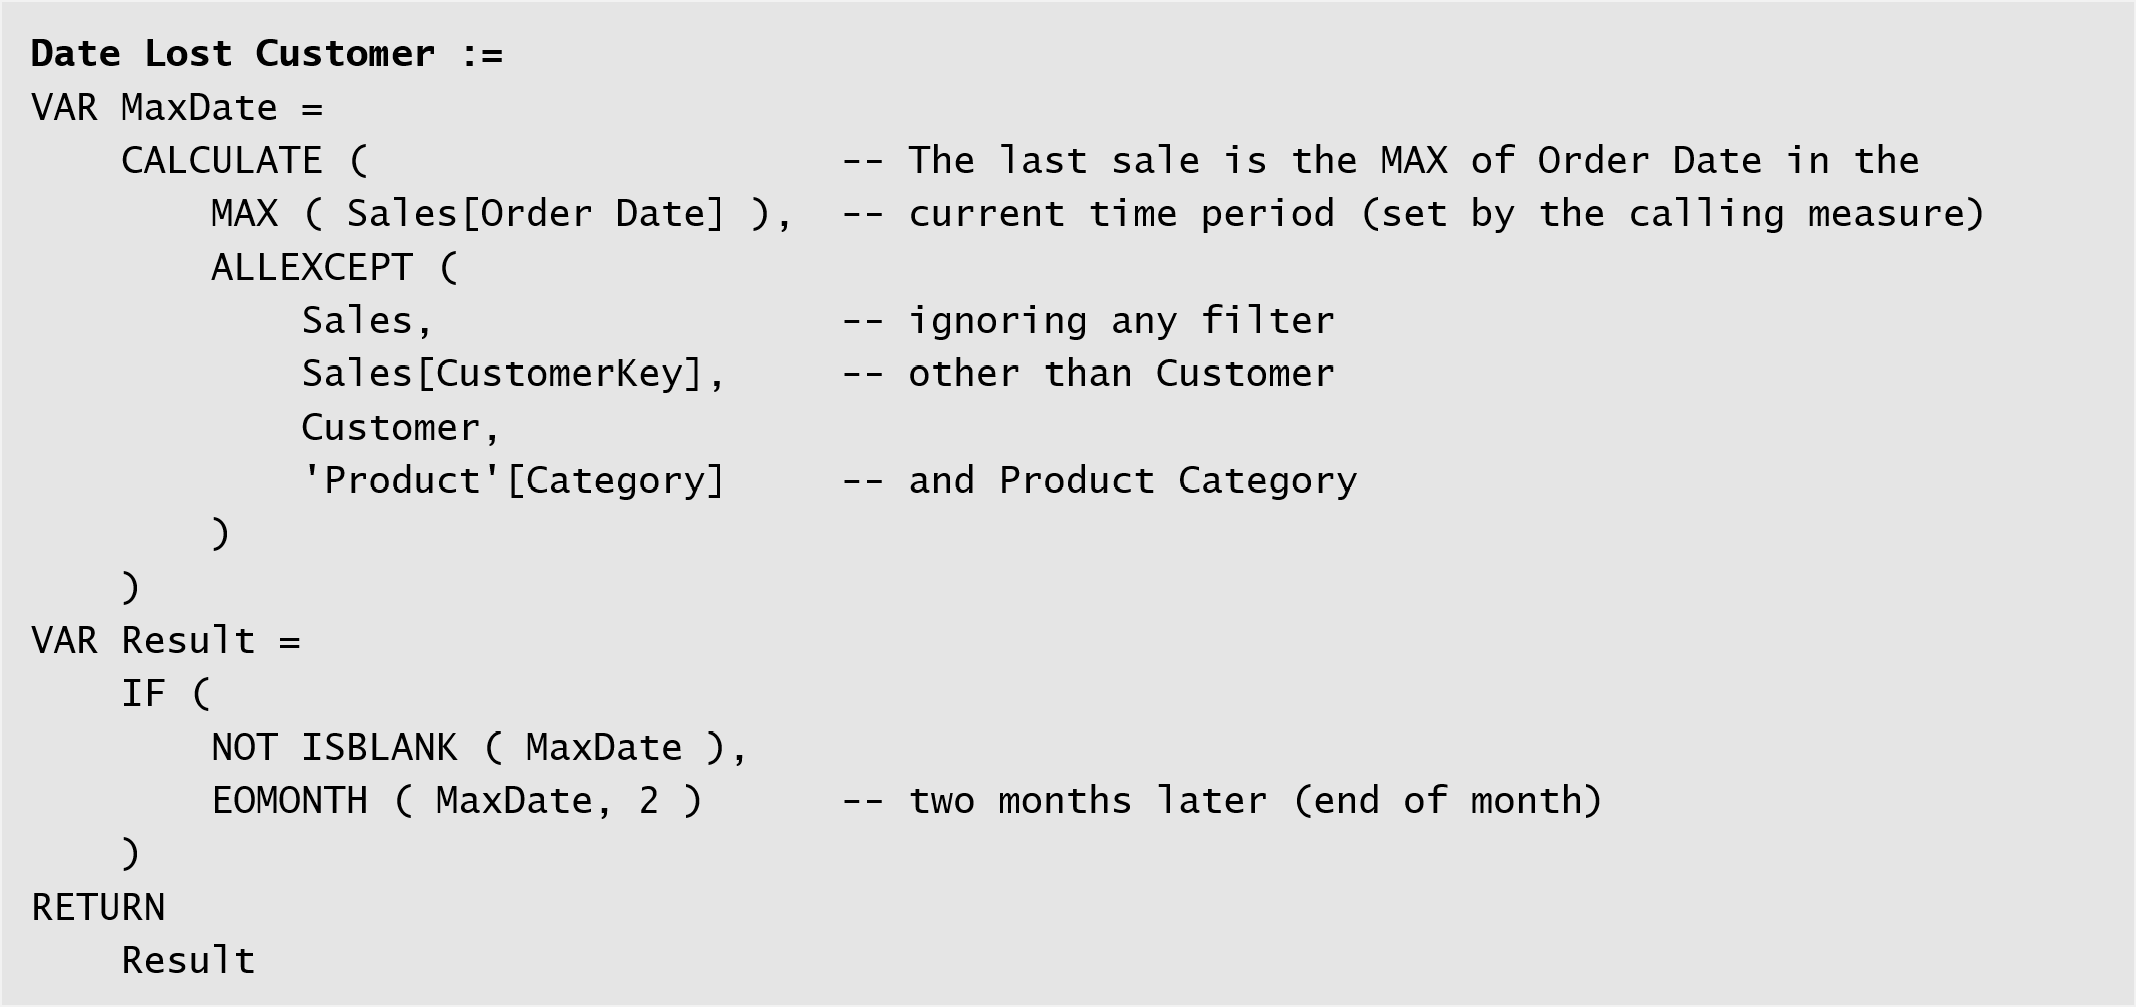 Date Lost Customer :=
VAR MaxDate =
    CALCULATE (                     -- The last sale is the MAX of Order Date in the
        MAX ( Sales[Order Date] ),  -- current time period (set by the calling measure)
        ALLEXCEPT (
            Sales,                  -- ignoring any filter
            Sales[CustomerKey],     -- other than Customer
            Customer,
            'Product'[Category]     -- and Product Category
        )
    )
VAR Result =
    IF (
        NOT ISBLANK ( MaxDate ),
        EOMONTH ( MaxDate, 2 )      -- two months later (end of month)
    )
RETURN
    Result